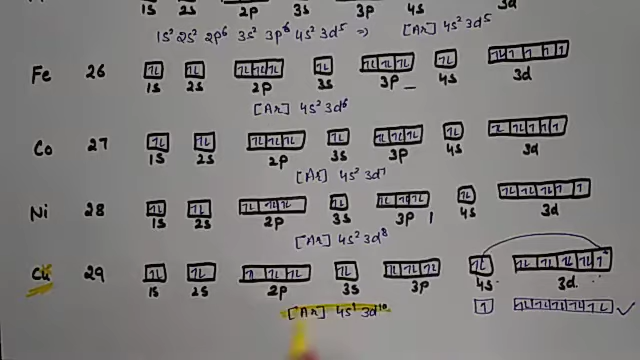 1s 2s 2p 3s 3p 4s 3d
1s² 2s² 2p⁶ 3s² 3p⁶ 4s² 3d⁵ ⇒ [Ar] 4s² 3d⁵
Fe 26
1s 2s 2p 3s 3p 4s 3d
[Ar] 4s² 3d⁶
Co 27
1s 2s 2p 3s 3p 4s 3d
[Ar] 4s² 3d⁷
Ni 28
1s 2s 2p 3s 3p 4s 3d
[Ar] 4s² 3d⁸
Cu 29
1s 2s 2p 3s 3p 4s 3d
[Ar] 4s¹ 3d¹⁰